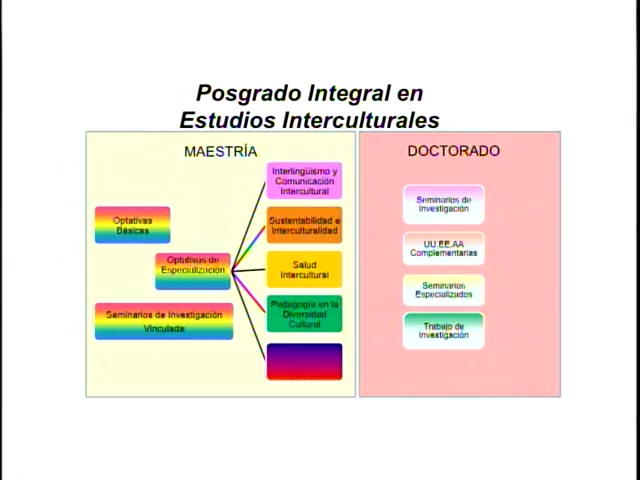 Posgrado Integral en
Estudios Interculturales
MAESTRÍA
Optativas
Básicas
Optativas de
Especialización
Seminarios de Investigación
Vinculada
Interlingüismo y
Comunicación
Intercultural
Sustentabilidad e
Interculturalidad
Salud
Intercultural
Pedagogía en la
Diversidad
Cultural
DOCTORADO
Seminarios de
Investigación
UU.EE.AA
Complementarias
Seminarios
Especializados
Trabajo de
Investigación